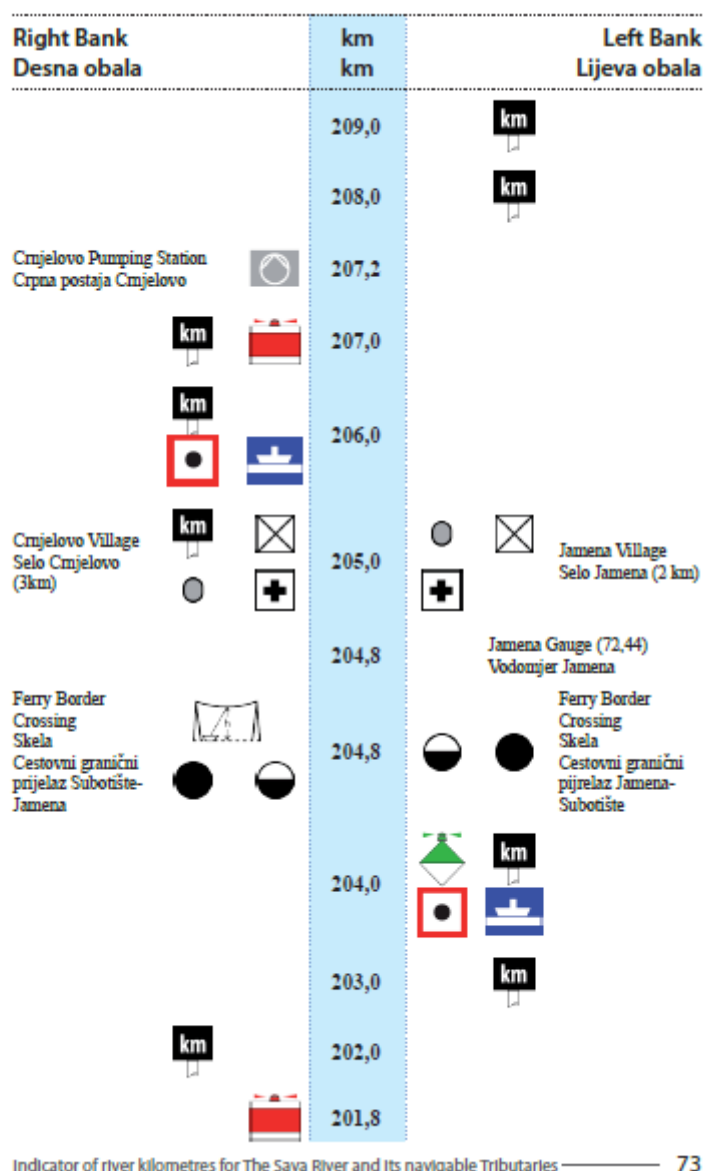 Right Bank km Left Bank
Desna obala km Lijeva obala
209,0 km
208,0 km
Crnjelovo Pumping Station
Crpna postaja Crnjelovo
207,2
km 207,0
km
206,0
Crnjelovo Village
Selo Crnjelovo
(3km)
km
205,0
Jamena Village
Selo Jamena (2 km)
204,8
Jamena Gauge (72,44)
Vodomjer Jamena
Ferry Border
Crossing
Skela
Cestovni granični
prijelaz Subotište-
Jamena
204,8
Ferry Border
Crossing
Skela
Cestovni granični
pijrelaz Jamena-
Subotište
204,0 km
203,0 km
km 202,0
201,8
Indicator of river kilometres for The Sava River and Its navigable Tributaries 73